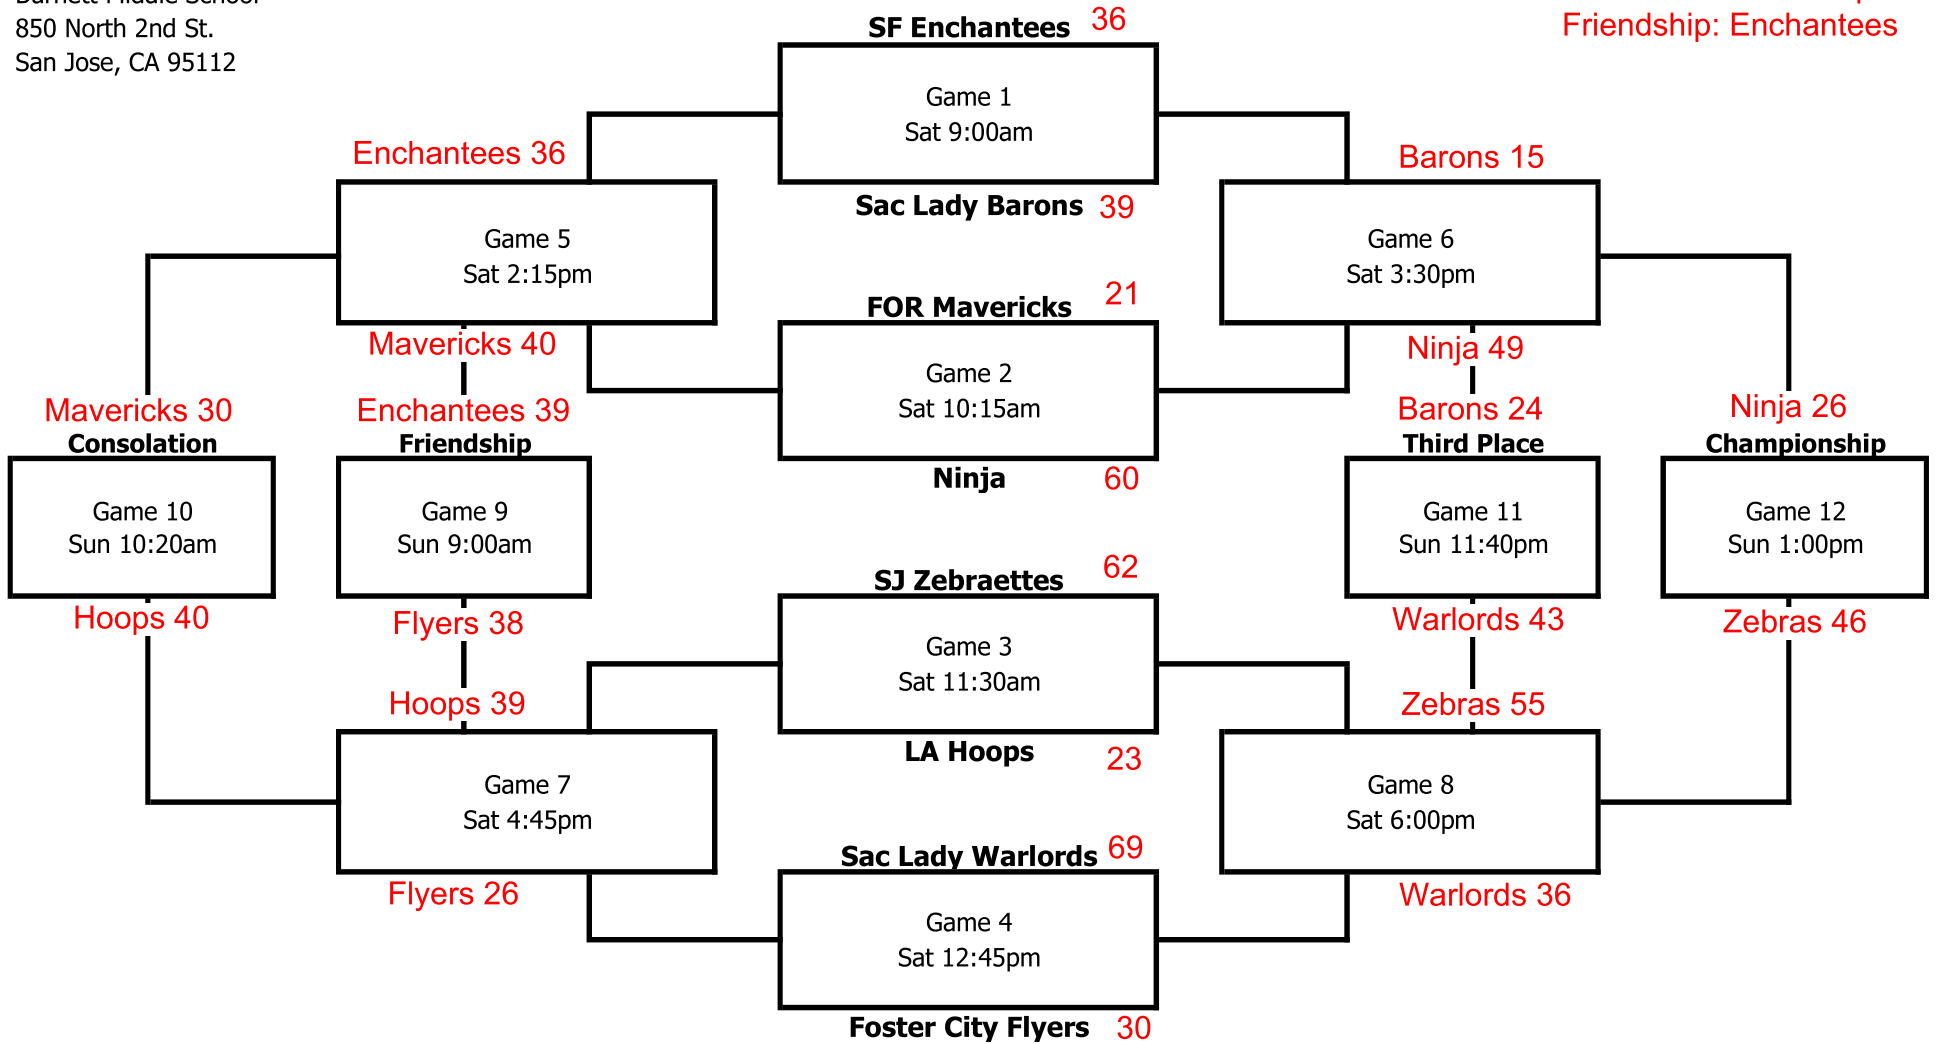 Burnett Middle School
850 North 2nd St.
San Jose, CA 95112
Friendship: Enchantees
SF Enchantees 36
Game 1
Sat 9:00am
Sac Lady Barons 39
Enchantees 36
Game 5
Sat 2:15pm
Mavericks 40
Barons 15
Game 6
Sat 3:30pm
Ninja 49
FOR Mavericks 21
Game 2
Sat 10:15am
Ninja 60
Mavericks 30
Consolation
Game 10
Sun 10:20am
Hoops 40
Enchantees 39
Friendship
Game 9
Sun 9:00am
Flyers 38
Barons 24
Third Place
Game 11
Sun 11:40pm
Warlords 43
Ninja 26
Championship
Game 12
Sun 1:00pm
Zebras 46
SJ Zebraettes 62
Game 3
Sat 11:30am
LA Hoops 23
Hoops 39
Game 7
Sat 4:45pm
Flyers 26
Zebras 55
Game 8
Sat 6:00pm
Warlords 36
Sac Lady Warlords 69
Game 4
Sat 12:45pm
Foster City Flyers 30